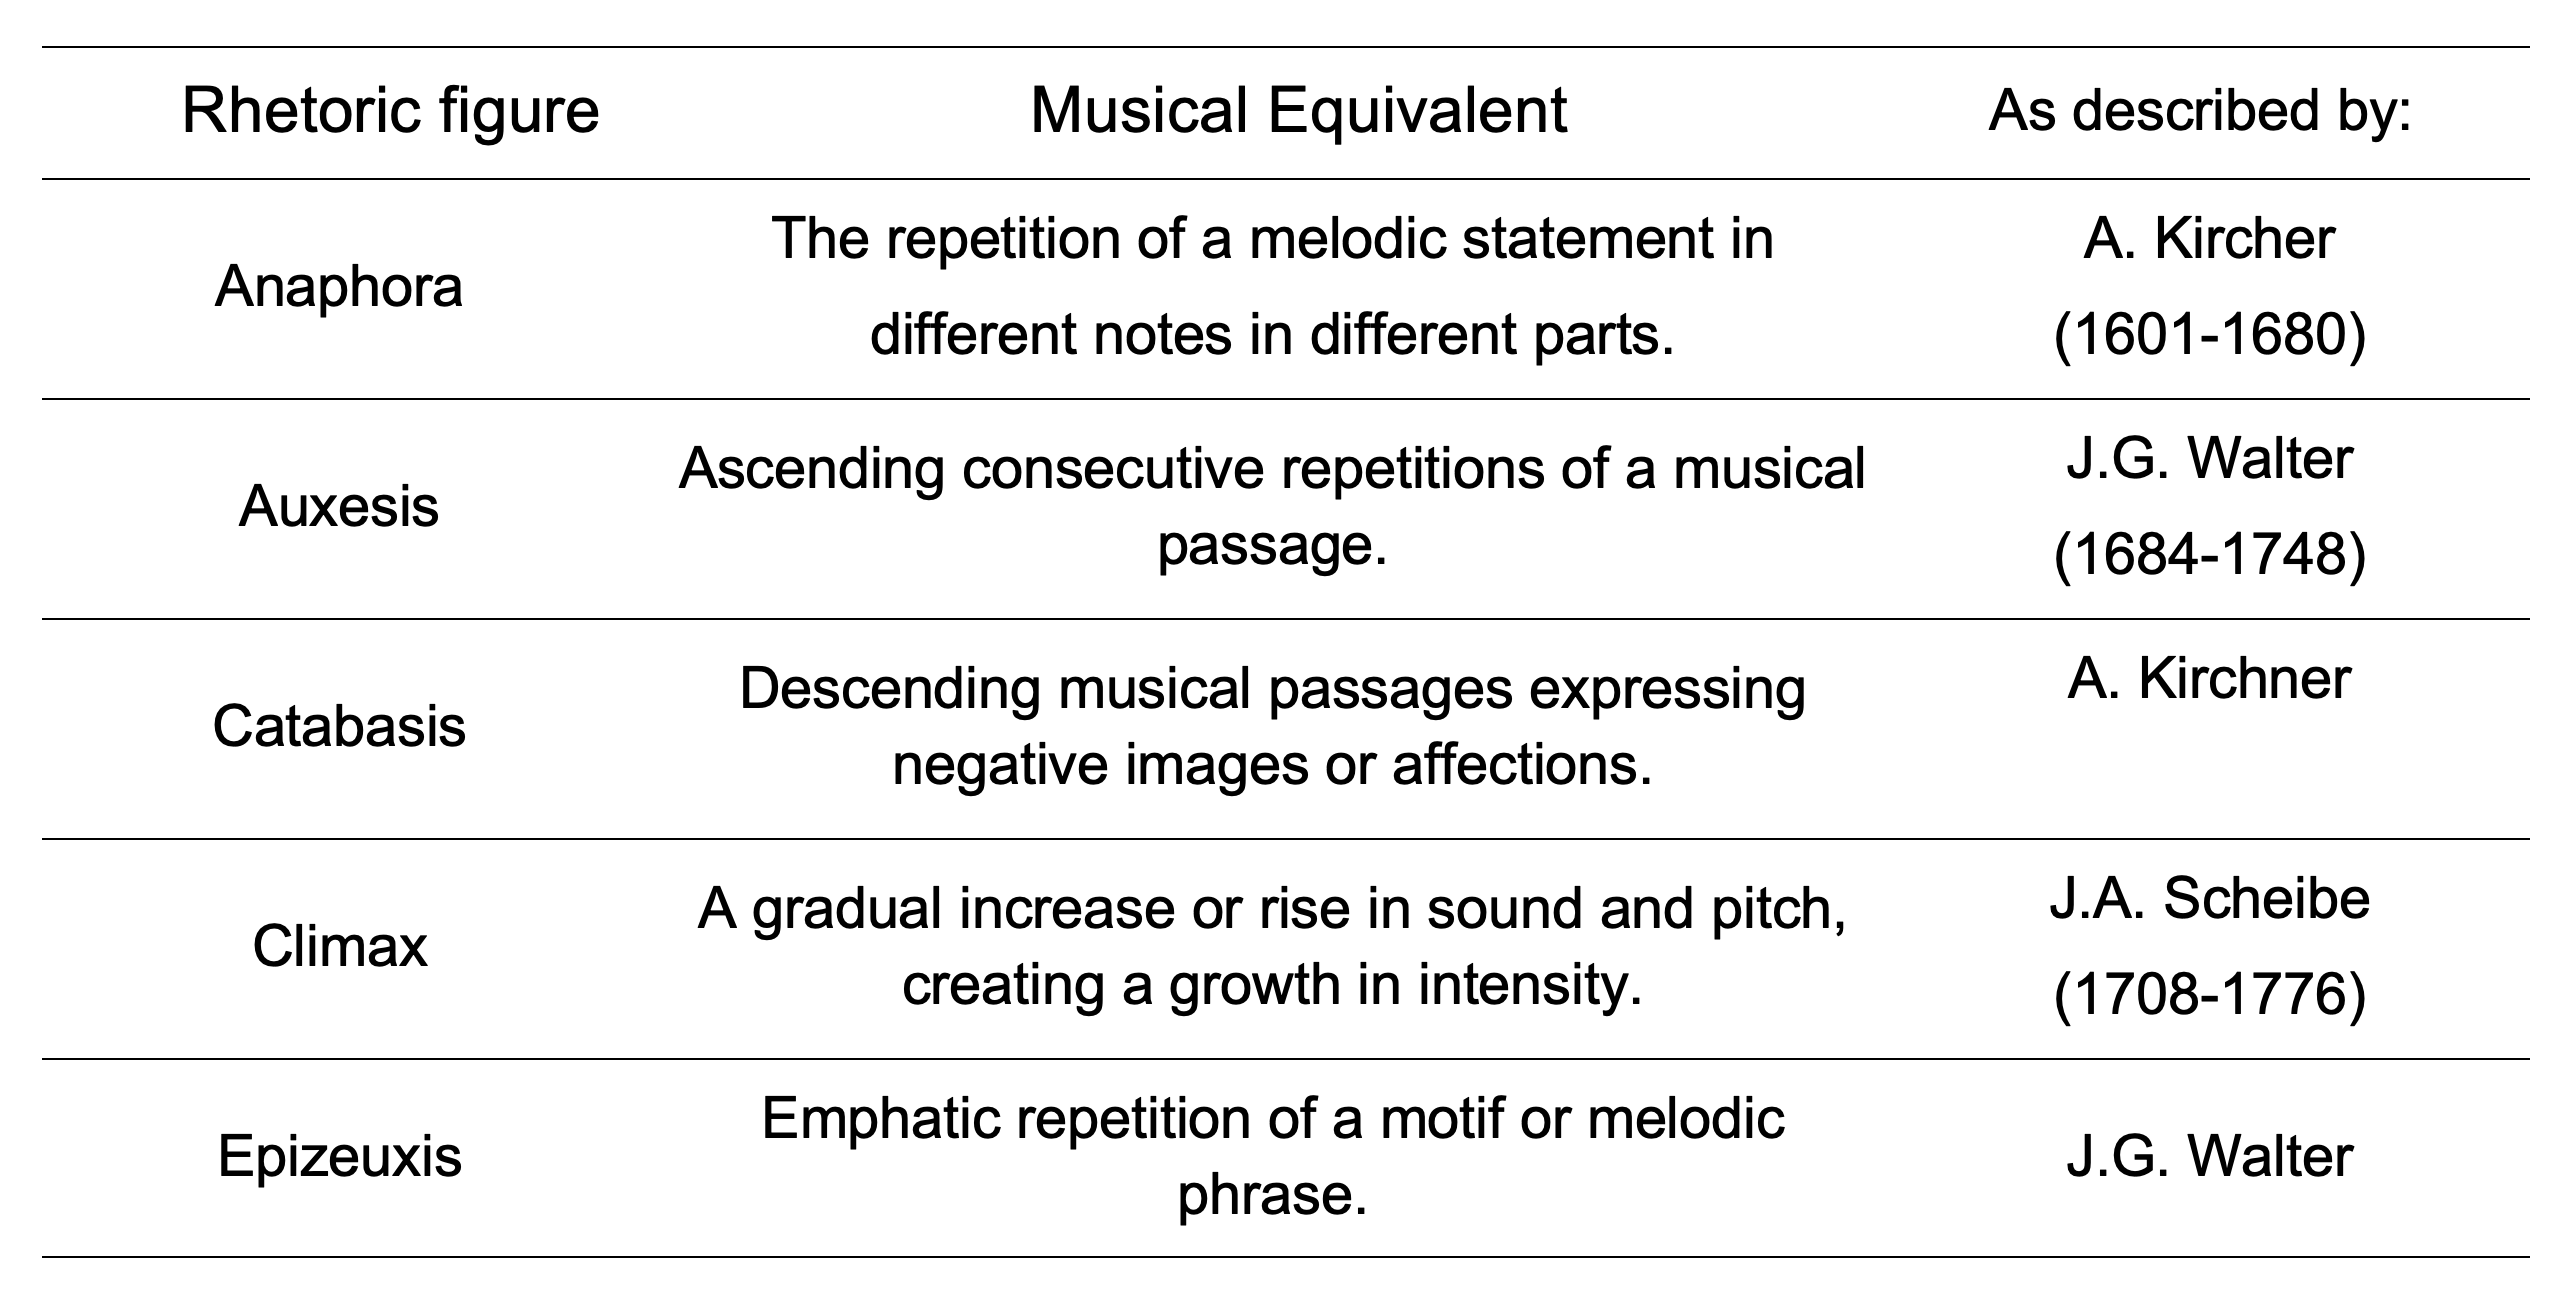 Rhetoric figure Musical Equivalent As described by:
Anaphora
The repetition of a melodic statement in
different notes in different parts.
A. Kircher
(1601-1680)
Auxesis
Ascending consecutive repetitions of a musical
passage.
J.G. Walter
(1684-1748)
Catabasis
Descending musical passages expressing
negative images or affections.
A. Kirchner
Climax
A gradual increase or rise in sound and pitch,
creating a growth in intensity.
J.A. Scheibe
(1708-1776)
Epizeuxis
Emphatic repetition of a motif or melodic
phrase.
J.G. Walter